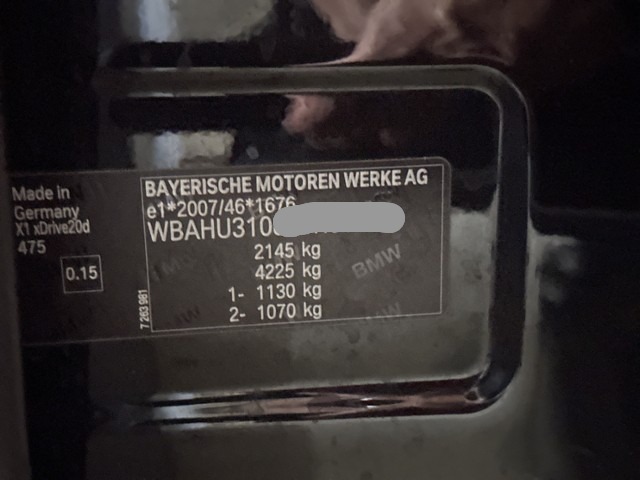 Made in
Germany
X1 xDrive20d
475
0.15
BAYERISCHE MOTOREN WERKE AG
e1*2007/46*1676
WBAHU310
2145 kg
4225 kg
1- 1130 kg
2- 1070 kg
7 263 981
BMW